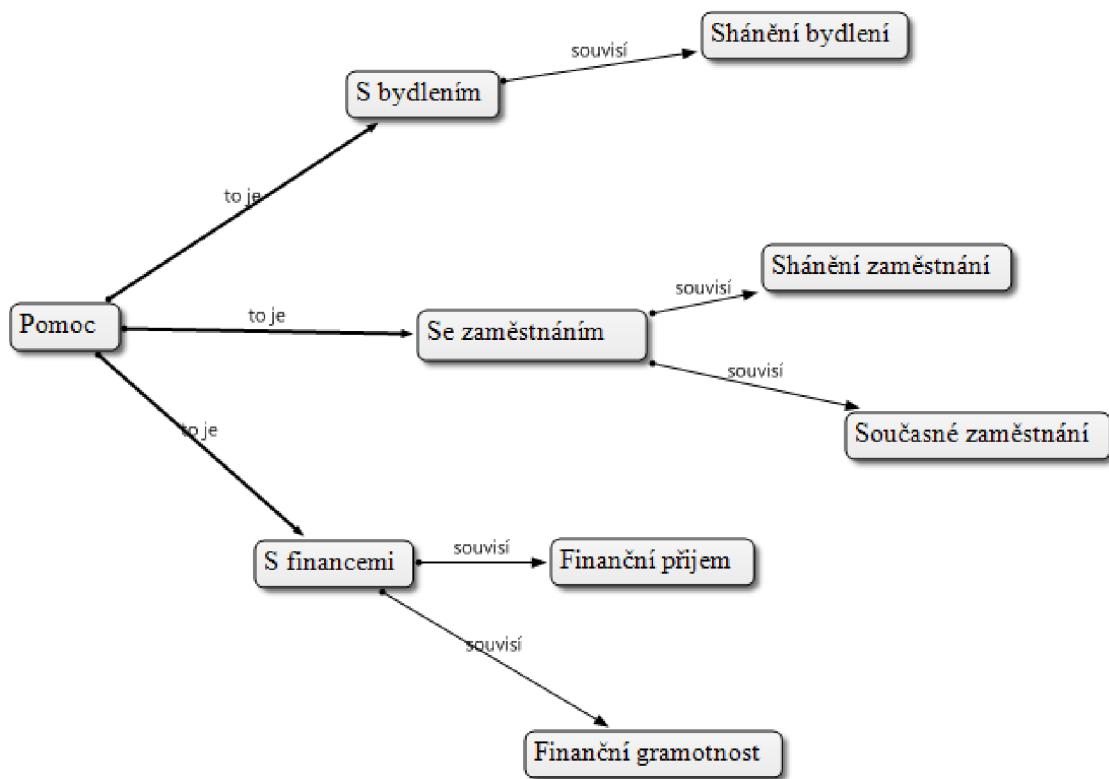 Shánění bydlení
souvisí
S bydlením
to je
Shánění zaměstnání
souvisí
Pomoc
to je
Se zaměstnáním
souvisí
Současné zaměstnání
to je
S financemi
souvisí
Finanční přijem
souvisí
Finanční gramotnost